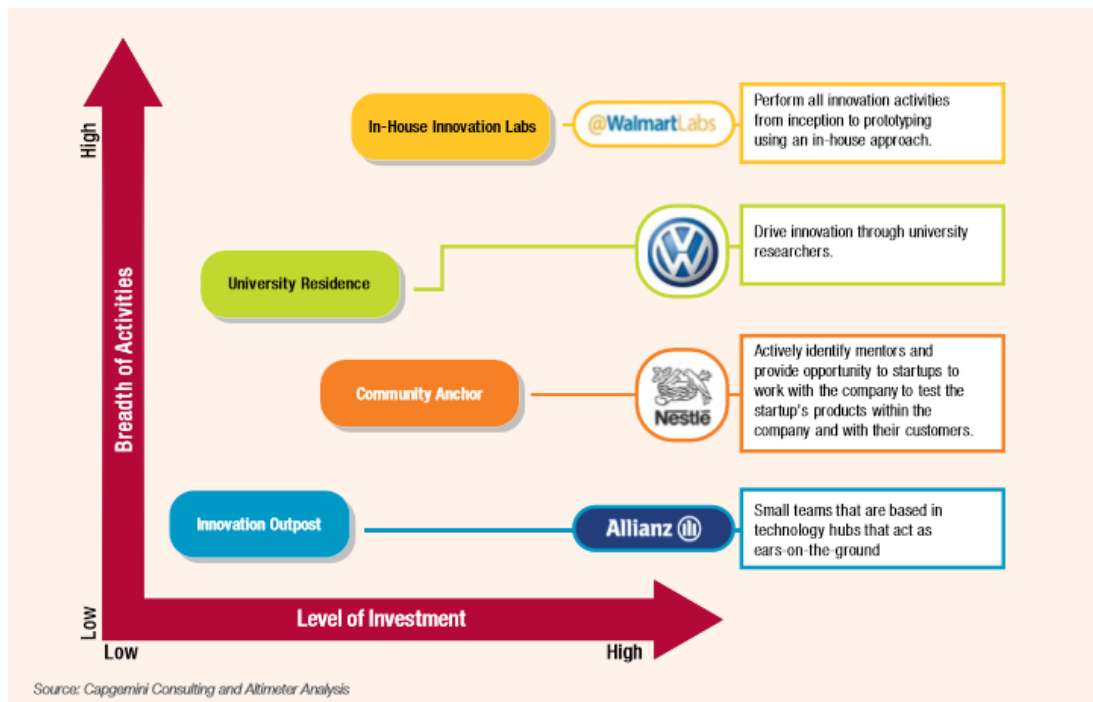 High
Breadth of Activities
Low
In-House Innovation Labs
@WalmartLabs
Perform all innovation activities
from inception to prototyping
using an in-house approach.
University Residence
Drive innovation through university
researchers.
Community Anchor
Nestlé
Actively identify mentors and
provide opportunity to startups to
work with the company to test the
startup's products within the
company and with their customers.
Innovation Outpost
Allianz
Small teams that are based in
technology hubs that act as
ears-on-the-ground
Level of Investment
Low
High
Source: Capgemini Consulting and Altimeter Analysis